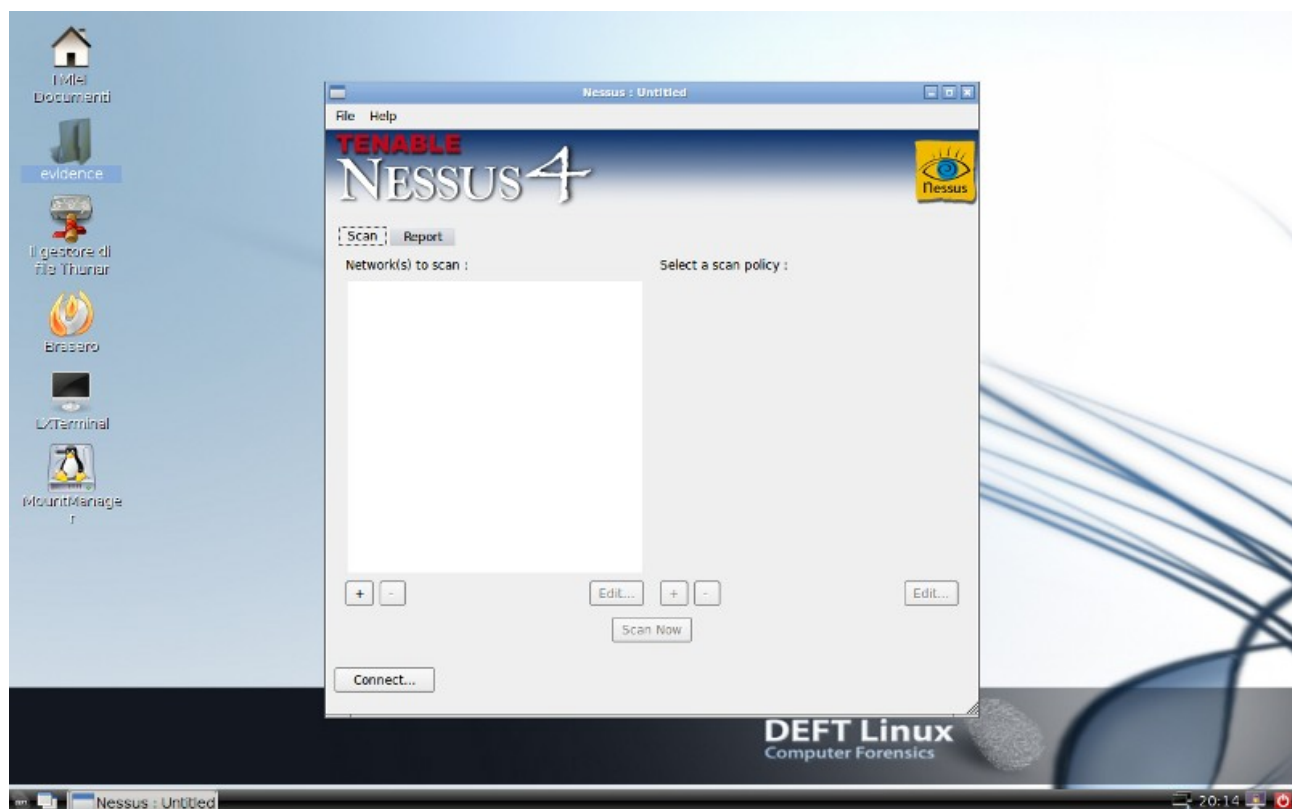 I Miei
Documenti
evidence
Il gestore di
file Thunar
Brasero
LXTerminal
MountManage
r
Nessus : Untitled
File Help
TENABLE
NESSUS 4
nessus
Scan Report
Network(s) to scan :
Select a scan policy :
+ - Edit... + - Edit...
Scan Now
Connect...
DEFT Linux
Computer Forensics
Nessus : Untitled
20:14